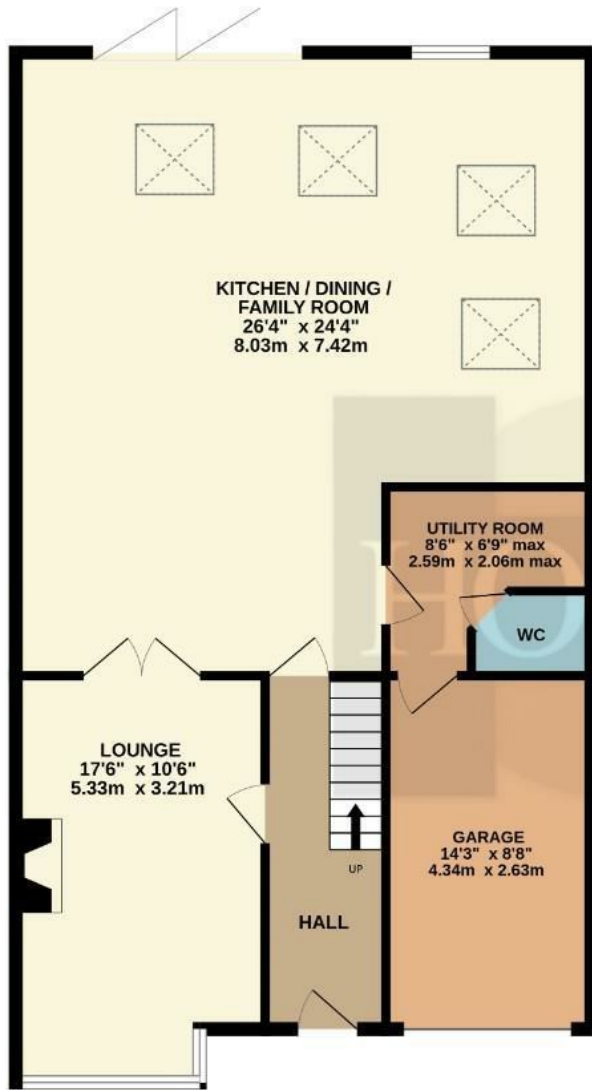 KITCHEN / DINING /
FAMILY ROOM
26'4" x 24'4"
8.03m x 7.42m
UTILITY ROOM
8'6" x 6'9" max
2.59m x 2.06m max
HO
WC
LOUNGE
17'6" x 10'6"
5.33m x 3.21m
UP
GARAGE
14'3" x 8'8"
4.34m x 2.63m
HALL